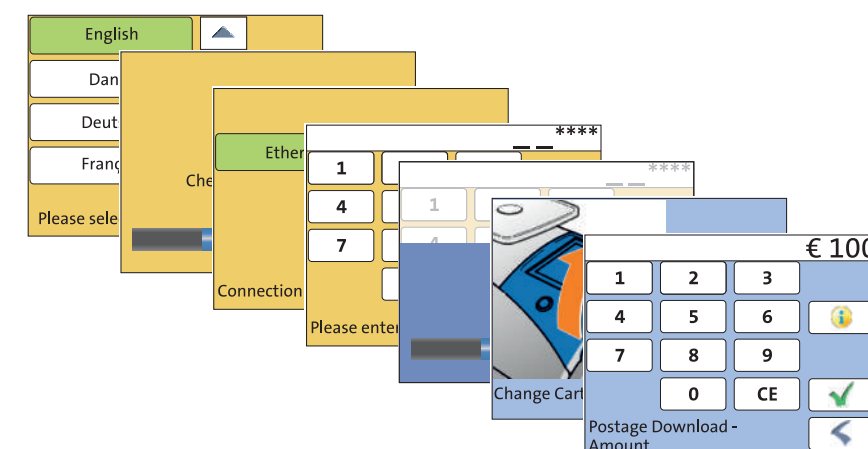 English
Dan
Deut
Franç
Please sele
Che
Ether
Connection
_ _ ****
1
4
7
Please enter
_ _ ****
1
4
Change Cart
€ 100
1 2 3
4 5 6
7 8 9
0 CE
Postage Download -
Amount